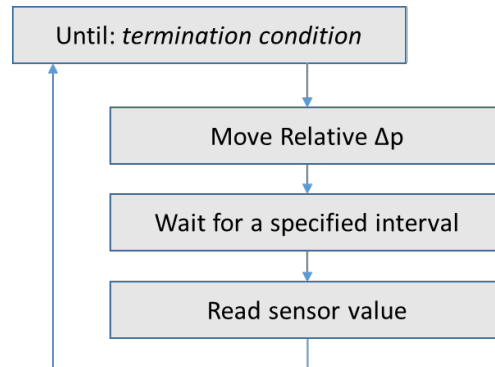 Until: termination condition
Move Relative Δp
Wait for a specified interval
Read sensor value